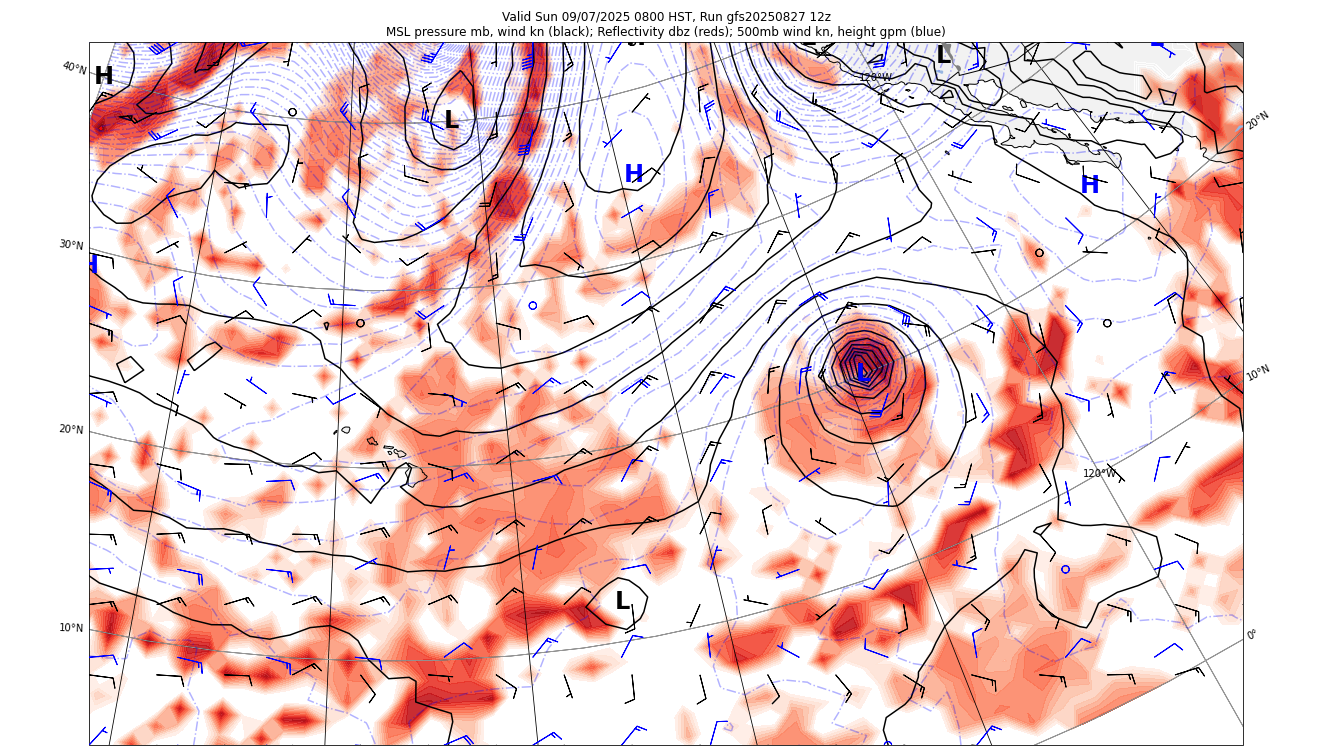 Valid Sun 09/07/2025 0800 HST, Run gfs20250827 12z
MSL pressure mb, wind kn (black); Reflectivity dbz (reds); 500mb wind kn, height gpm (blue)
L
40°N
H
120°W
L
20°N
H
H
30°N
H
L
10°N
20°N
120°W
L
10°N
0°